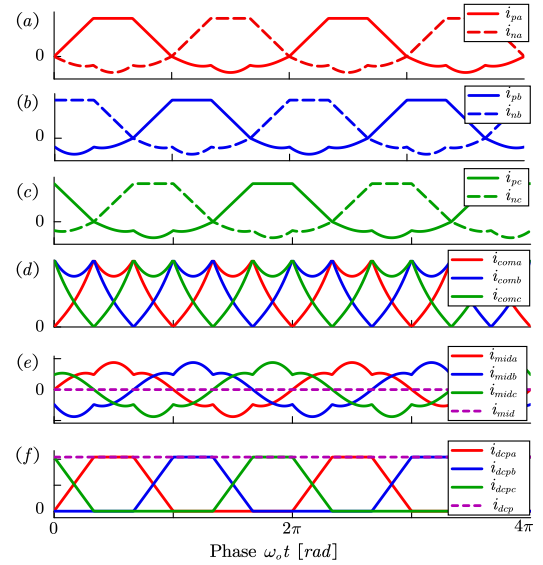 (a)
0
i_pa
i_na
(b)
0
i_pb
i_nb
(c)
0
i_pc
i_nc
(d)
0
i_coma
i_comb
i_comc
(e)
0
i_mida
i_midb
i_midc
i_mid
(f)
0
i_dcpa
i_dcpb
i_dcpc
i_dcp
0 2π 4π
Phase ω_o t [rad]